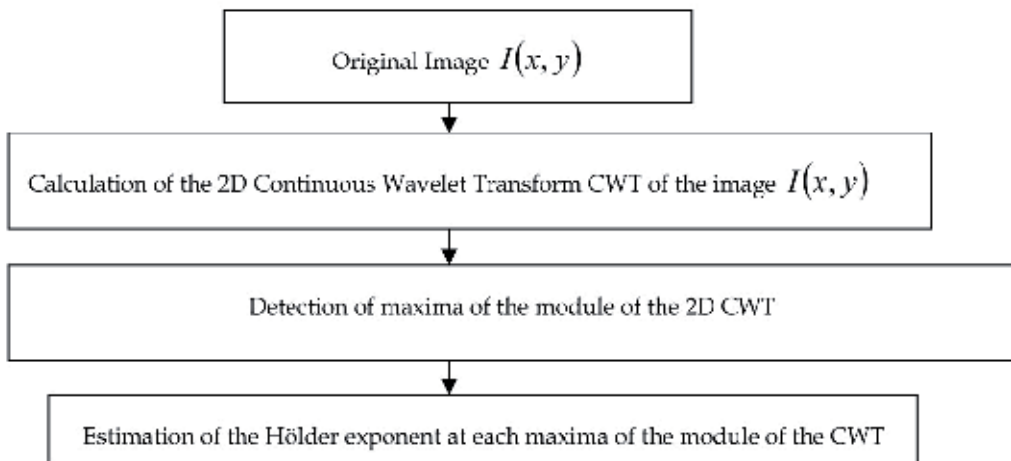 Original Image I(x, y)
Calculation of the 2D Continuous Wavelet Transform CWT of the image I(x, y)
Detection of maxima of the module of the 2D CWT
Estimation of the Hölder exponent at each maxima of the module of the CWT